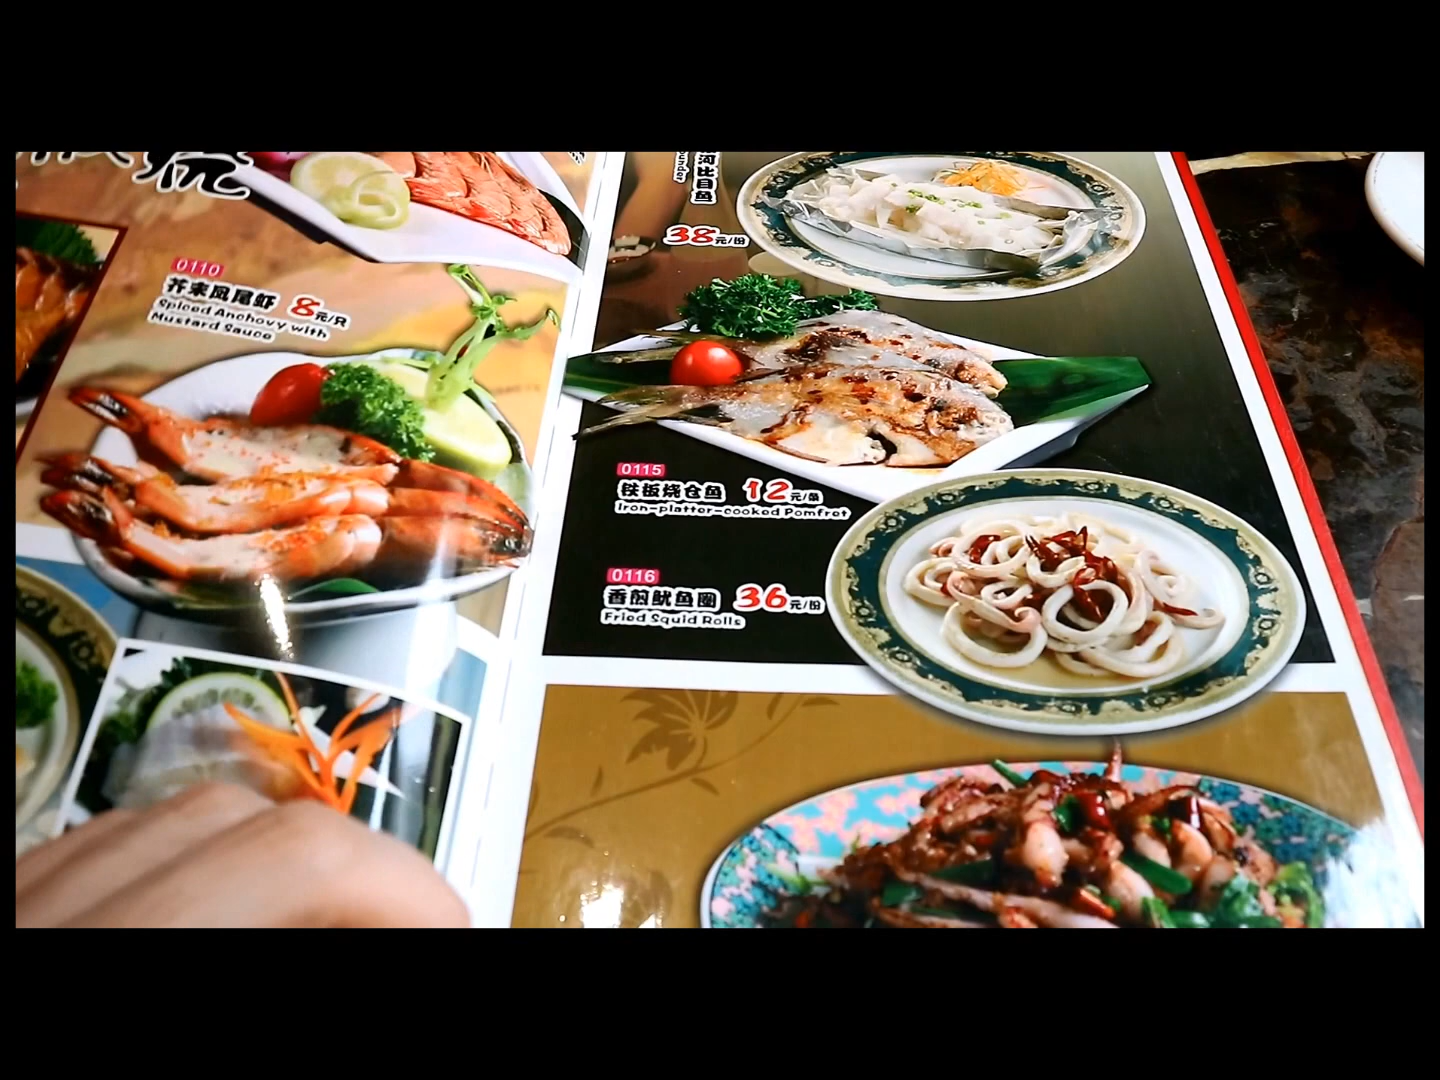 烧
0110
芥末凤尾虾 8元/只
Spiced Anchovy with
Mustard Sauce
河比目鱼
38元/份
0115
铁板烧仓鱼 12元/条
Iron-platter-cooked Pomfret
0116
香煎鱿鱼圈 36元/份
Fried Squid Rolls